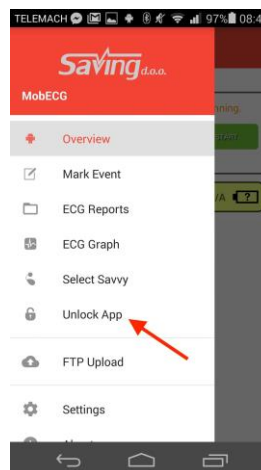 TELEMACH 97% 08:4
Saving d.o.o.
MobECG
nning.
START
Overview
Mark Event
ECG Reports
/A ?
ECG Graph
Select Savvy
Unlock App
FTP Upload
Settings